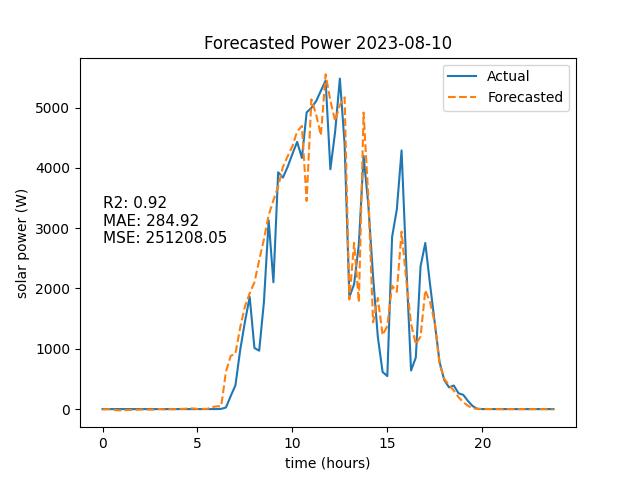 Forecasted Power 2023-08-10
Actual
Forecasted
5000
4000
3000
2000
1000
0
solar power (W)
R2: 0.92
MAE: 284.92
MSE: 251208.05
0 5 10 15 20
time (hours)